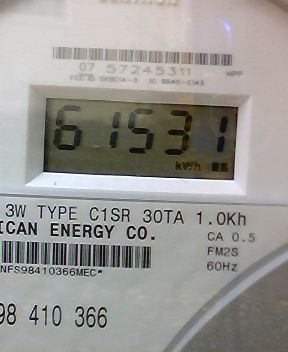 07 57245311 HPP
61531
kWh
3W TYPE C1SR 30TA 1.0Kh
ICAN ENERGY CO.
CA 0.5
FM2S
NFS98410366MEC*
60Hz
98 410 366